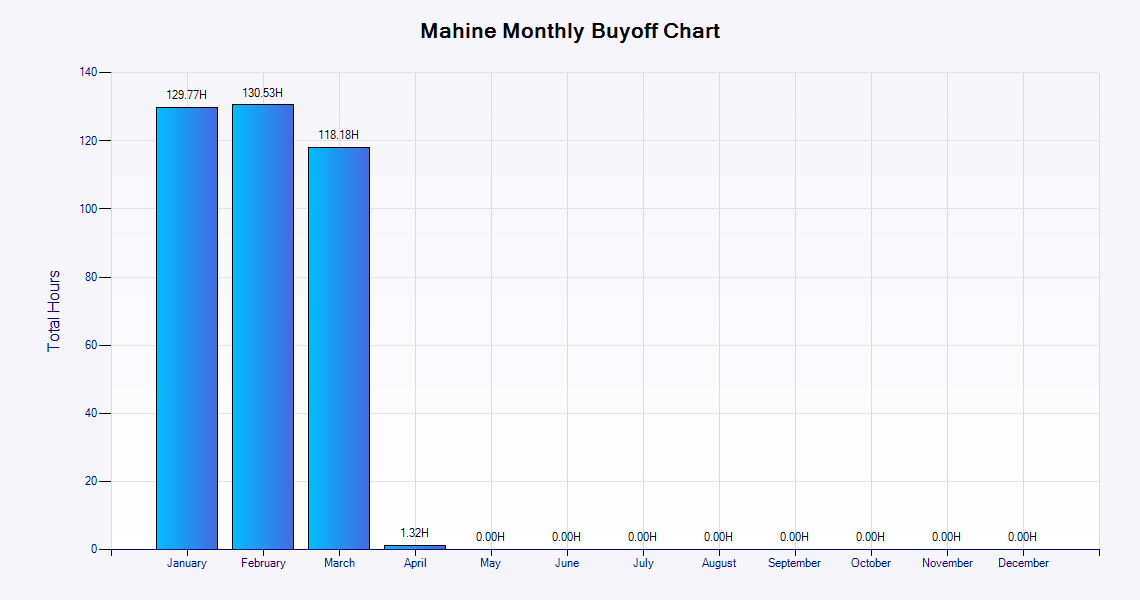 Mahine Monthly Buyoff Chart
Total Hours
140
120
100
80
60
40
20
0
129.77H
130.53H
118.18H
1.32H
0.00H
0.00H
0.00H
0.00H
0.00H
0.00H
0.00H
0.00H
January
February
March
April
May
June
July
August
September
October
November
December